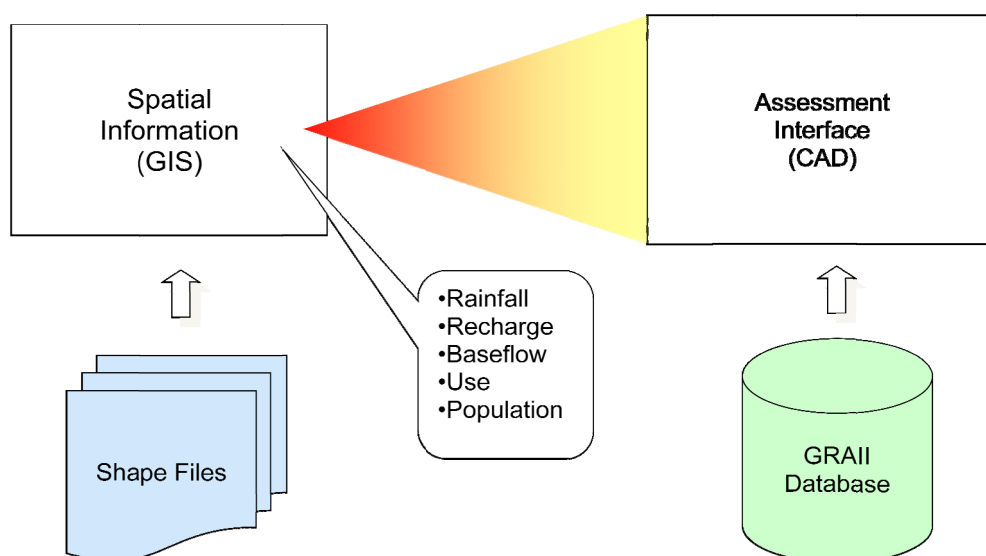 Spatial
Information
(GIS)
Assessment
Interface
(CAD)
•Rainfall
•Recharge
•Baseflow
•Use
•Population
Shape Files
GRAII
Database